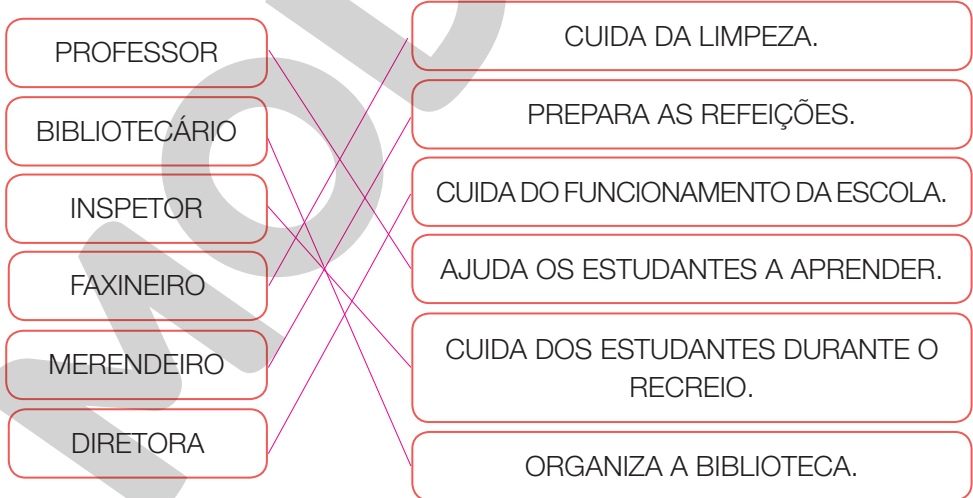 PROFESSOR
BIBLIOTECÁRIO
INSPETOR
FAXINEIRO
MERENDEIRO
DIRETORA
CUIDA DA LIMPEZA.
PREPARA AS REFEIÇÕES.
CUIDA DO FUNCIONAMENTO DA ESCOLA.
AJUDA OS ESTUDANTES A APRENDER.
CUIDA DOS ESTUDANTES DURANTE O
RECREIO.
ORGANIZA A BIBLIOTECA.